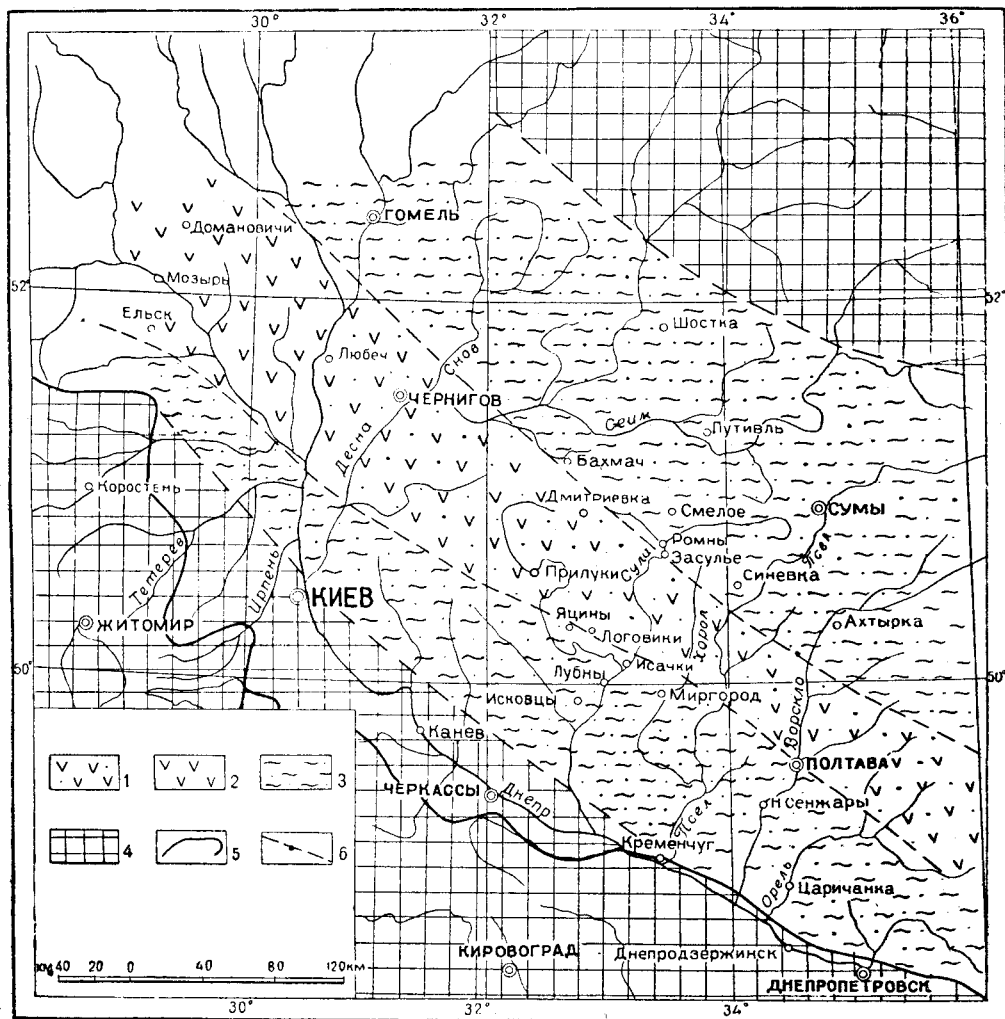 30° 32° 34° 36°
ГОМЕЛЬ
Домановичи
Мозырь
52° 52°
Ельск
Шостка
Любеч
Снов
ЧЕРНИГОВ
Десна
Сейм
Путивль
Бахмач
Коростень
Дмитриевка
Смелое
СУМЫ
Ромны
Засулье
Псел
Тетерев
Ирпень
Прилуки
Сули
Синевка
КИЕВ
Яцины
ЖИТОМИР
Логовики
Хорол
Ахтырка
50° Исачки 50°
Лубны
Исковцы
Миргород
Ворскло
Канев
ПОЛТАВА
1 2 3
ЧЕРКАССЫ
Днепр
Н Сенжары
Псел
4 5 6
Кременчуг
Орель
Царичанка
КИРОВОГРАД
Днепродзержинск
40 20 0 40 80 120км
ДНЕПРОПЕТРОВСК
30° 32° 34°